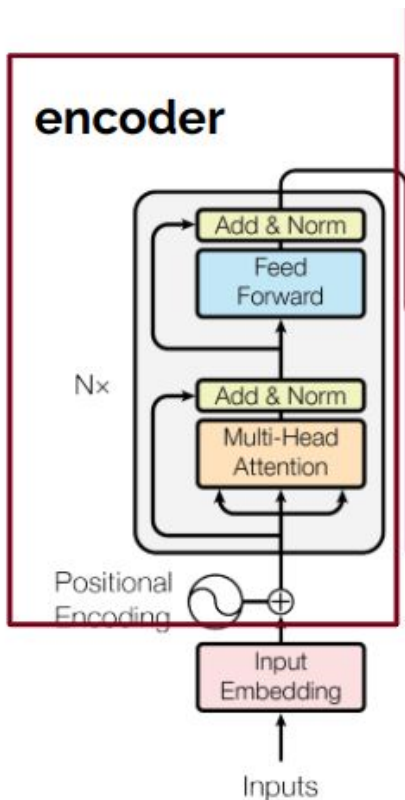 encoder
Add & Norm
Feed
Forward
N×
Add & Norm
Multi-Head
Attention
Positional
Encoding
Input
Embedding
Inputs